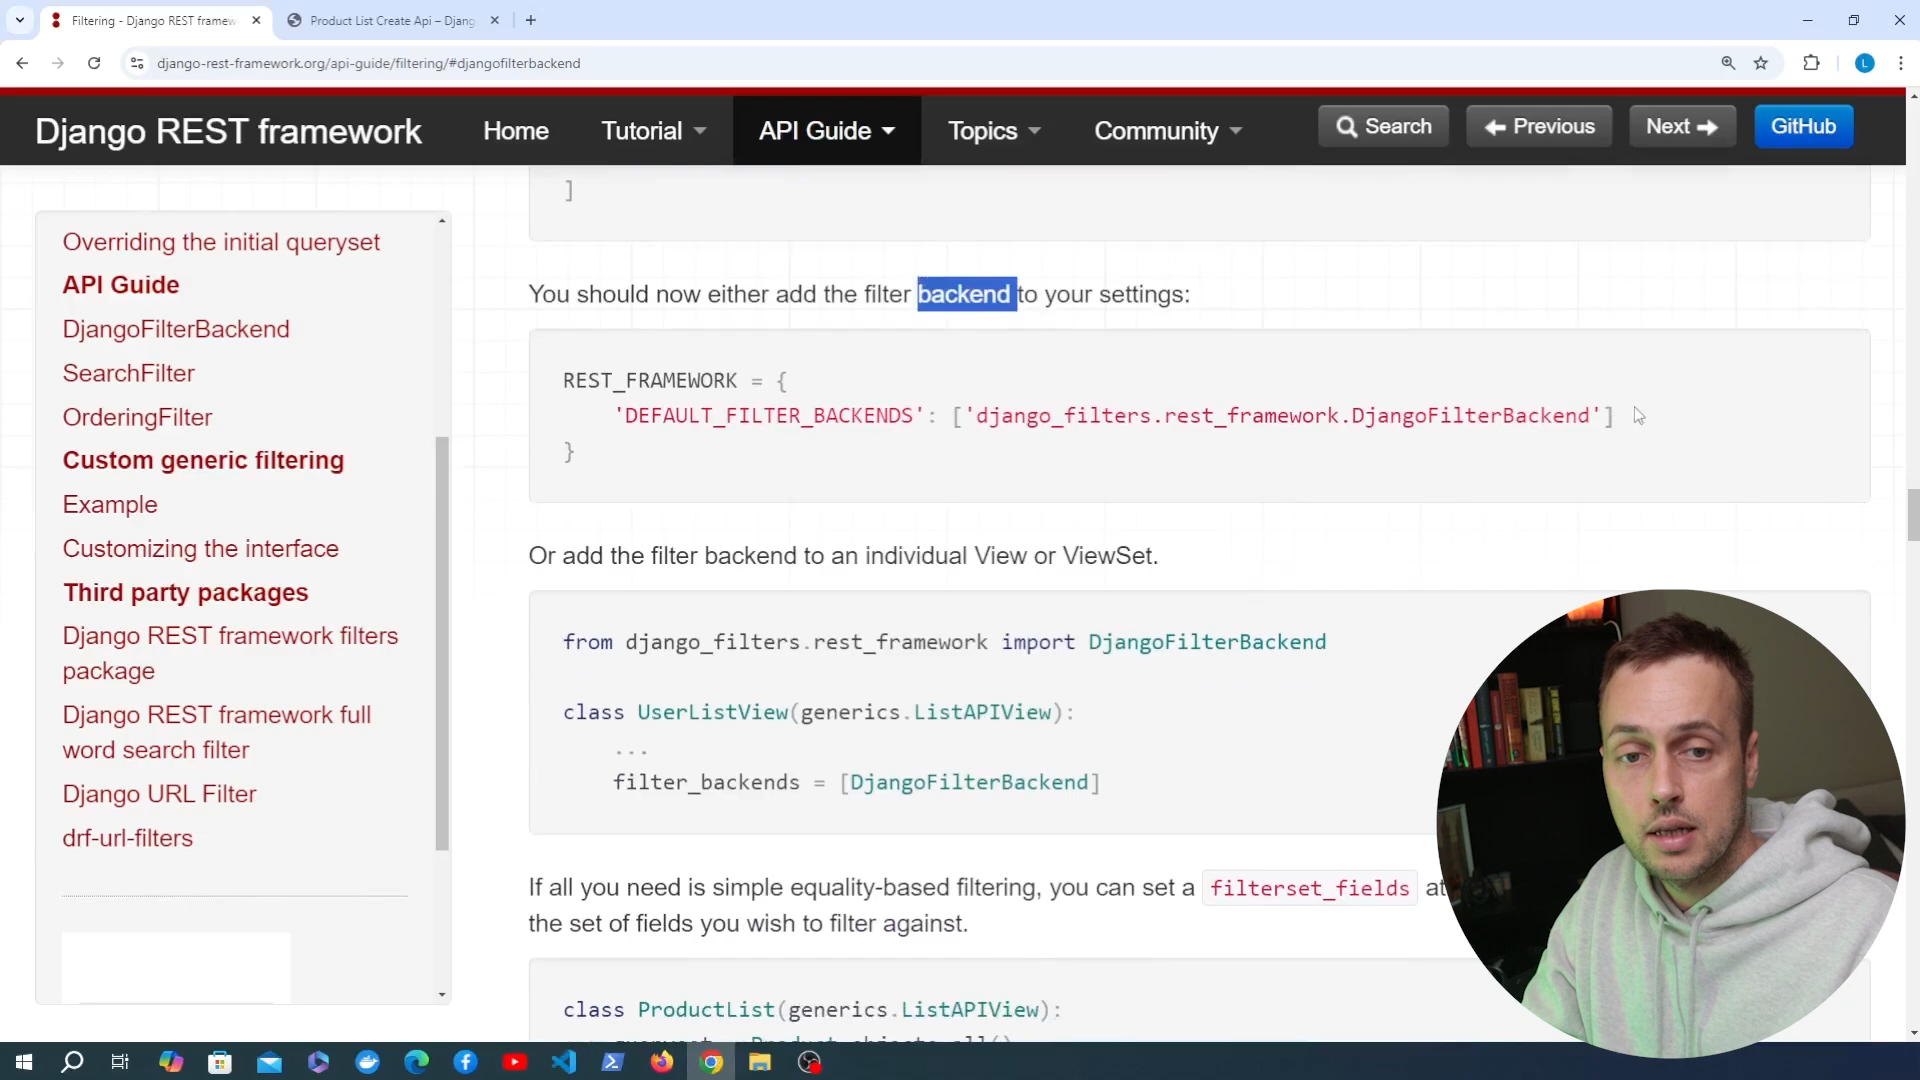 Filtering - Django REST framew
Product List Create Api – Djang
django-rest-framework.org/api-guide/filtering/#djangofilterbackend
L
Django REST framework
Home
Tutorial
API Guide
Topics
Community
Search
Previous
Next
GitHub
Overriding the initial queryset
API Guide
DjangoFilterBackend
SearchFilter
OrderingFilter
Custom generic filtering
Example
Customizing the interface
Third party packages
Django REST framework filters
package
Django REST framework full
word search filter
Django URL Filter
drf-url-filters
]
You should now either add the filter backend to your settings:
REST_FRAMEWORK = {
'DEFAULT_FILTER_BACKENDS': ['django_filters.rest_framework.DjangoFilterBackend']
}
Or add the filter backend to an individual View or ViewSet.
from django_filters.rest_framework import DjangoFilterBackend
class UserListView(generics.ListAPIView):
...
filter_backends = [DjangoFilterBackend]
If all you need is simple equality-based filtering, you can set a filterset_fields at
the set of fields you wish to filter against.
class ProductList(generics.ListAPIView):